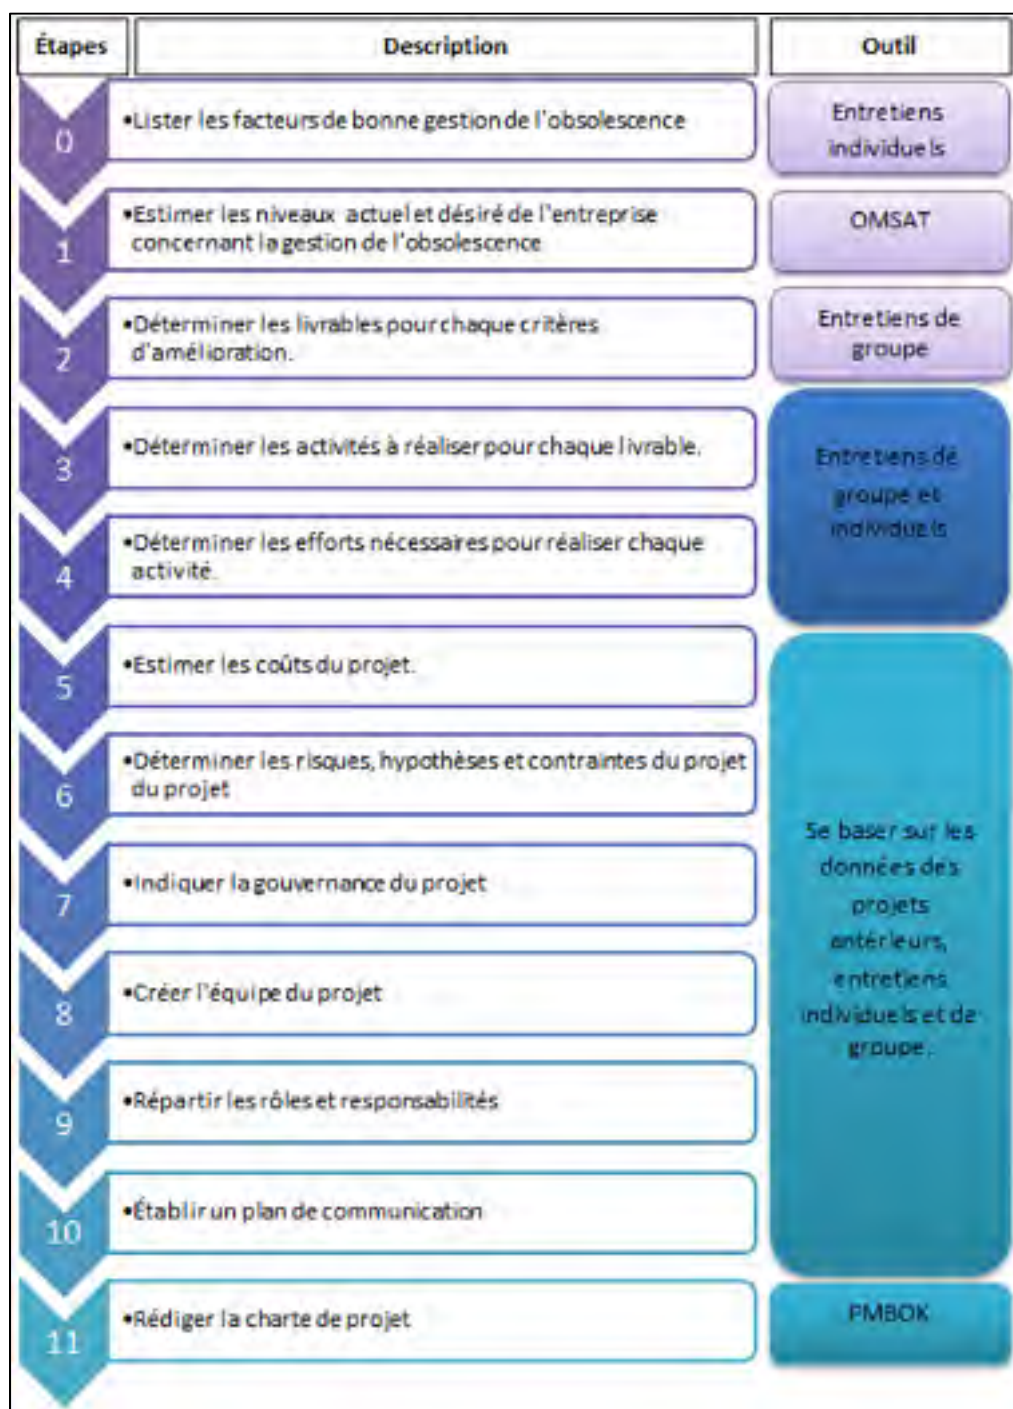 Étapes
Description
Outil
0
•Lister les facteurs de bonne gestion de l'obsolescence
Entretiens
individuels
1
•Estimer les niveaux actuel et désiré de l'entreprise
concernant la gestion de l'obsolescence
OMSAT
2
•Déterminer les livrables pour chaque critères
d'amélioration.
Entretiens de
groupe
3
•Déterminer les activités à réaliser pour chaque livrable.
4
•Déterminer les efforts nécessaires pour réaliser chaque
activité.
Entretiens de
groupe et
individuels
5
•Estimer les coûts du projet.
6
•Déterminer les risques, hypothèses et contraintes du projet
du projet
7
•Indiquer la gouvernance du projet
8
•Créer l'équipe du projet
9
•Répartir les rôles et responsabilités
10
•Établir un plan de communication
Se baser sur les
données des
projets
antérieurs,
entretiens
individuels et de
groupe.
11
•Rédiger la charte de projet
PMBOK